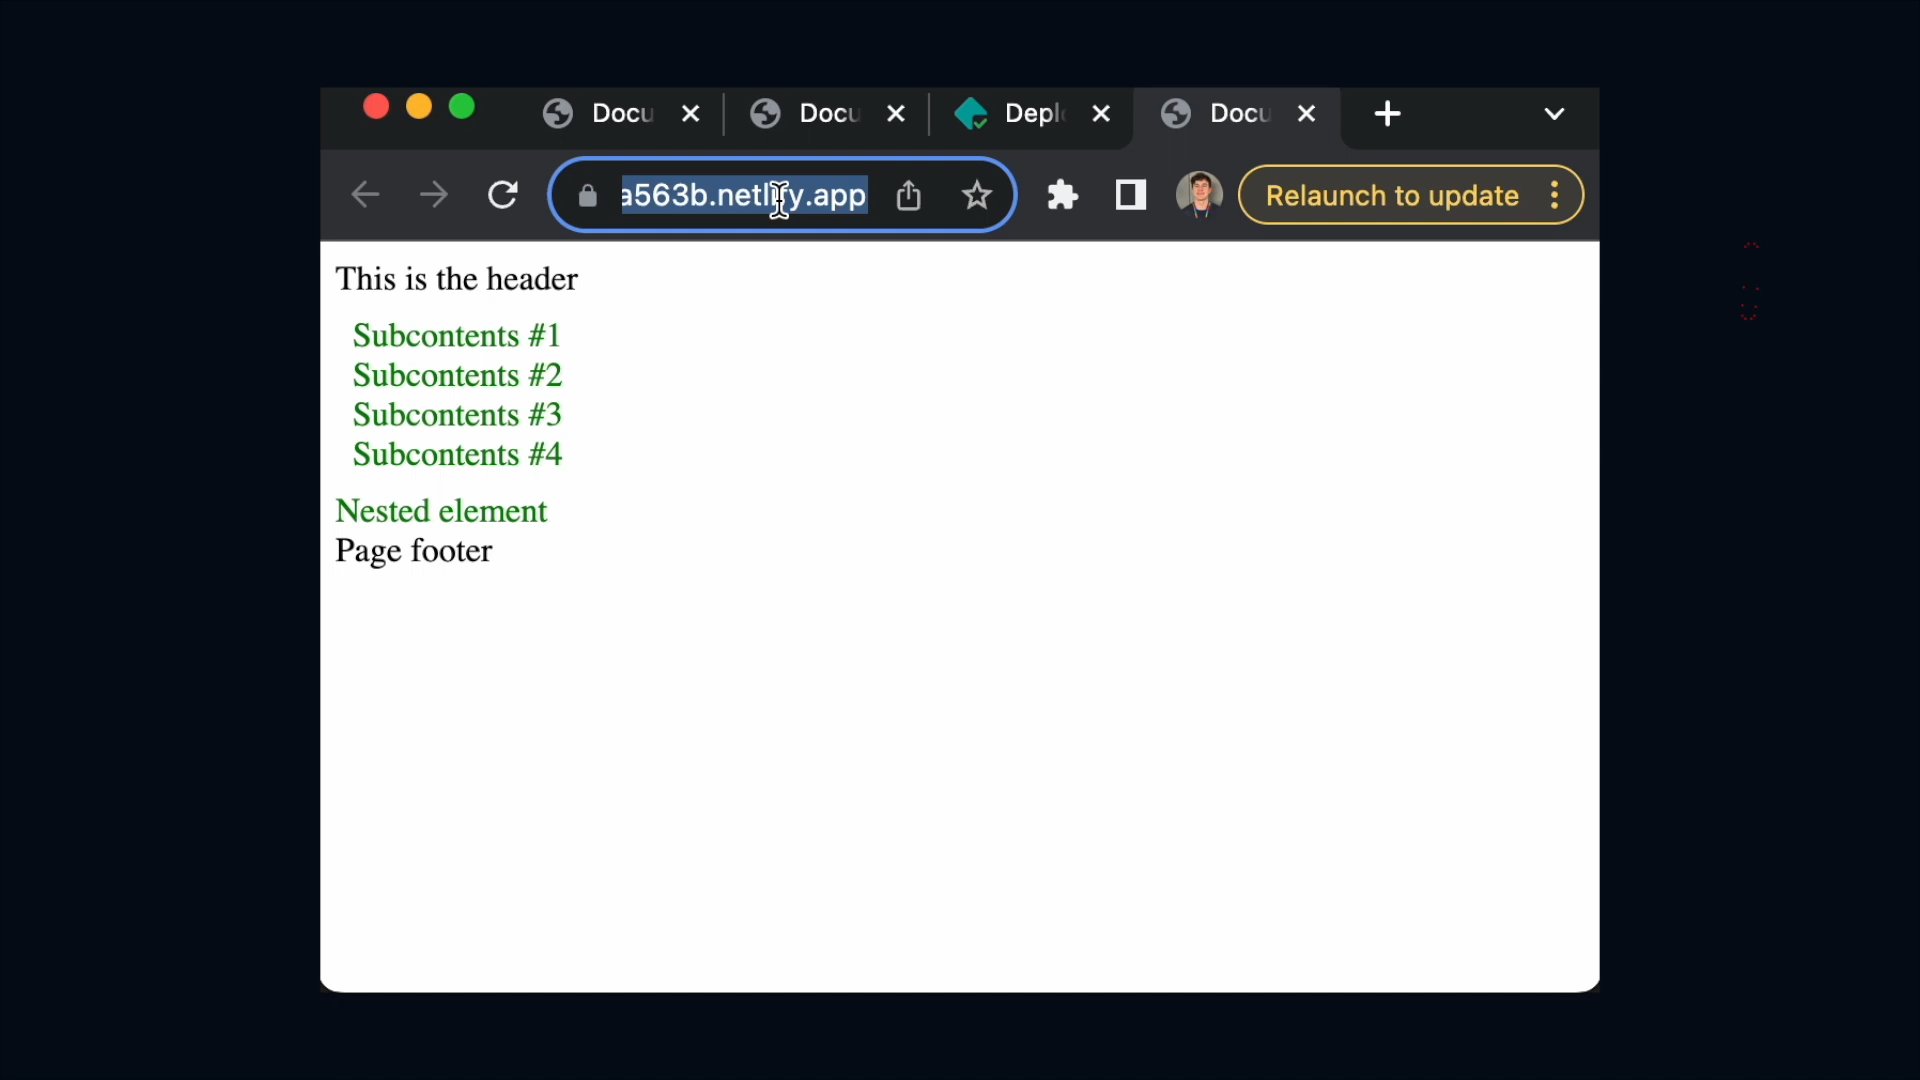 Docu
Docu
Depl
Docu
a563b.netlify.app
Relaunch to update
This is the header
Subcontents #1
Subcontents #2
Subcontents #3
Subcontents #4
Nested element
Page footer